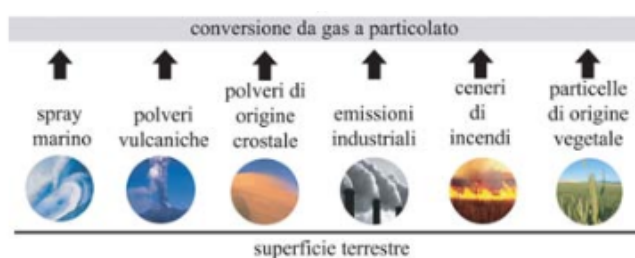 conversione da gas a particolato
spray
marino
polveri
vulcaniche
polveri di
origine
crostale
emissioni
industriali
ceneri
di
incendi
particelle
di origine
vegetale
superficie terrestre